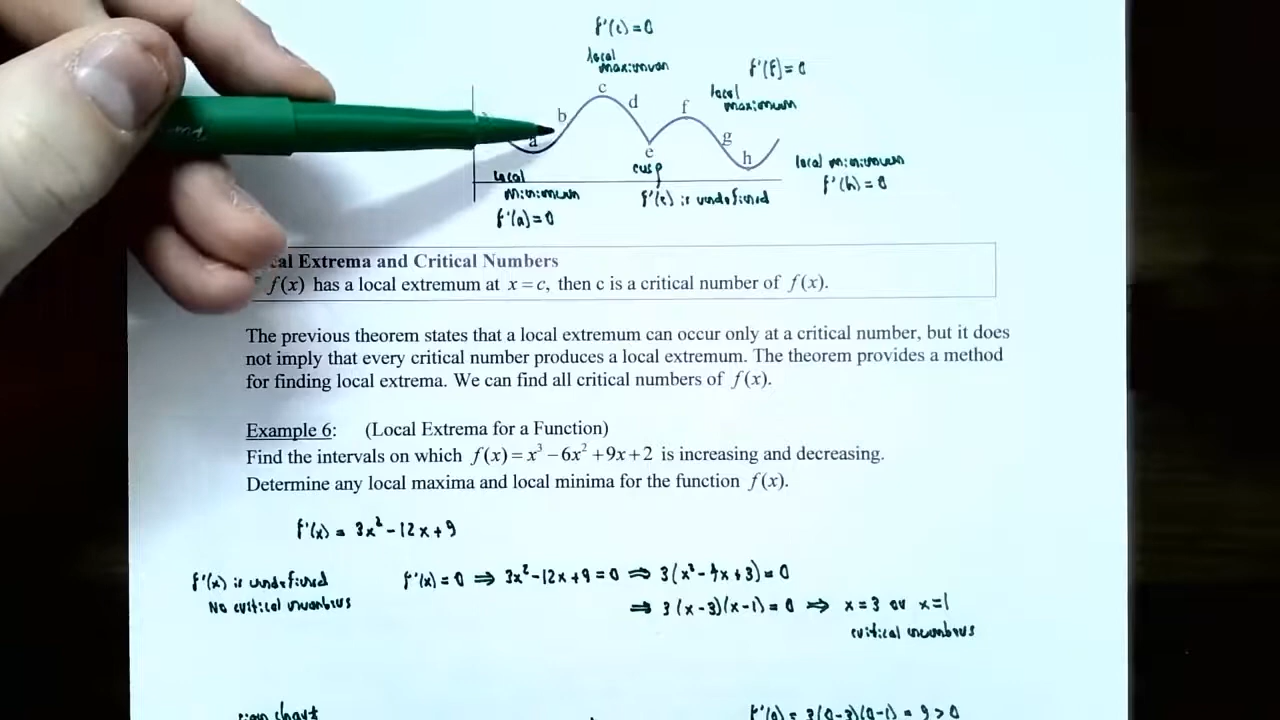 f'(c) = 0
local
maximum
f'(f) = 0
c
local
maximum
d
f
b
a
g
e
h
local minimum
cusp
local
minimum
f'(h) = 0
f'(e) is undefined
f'(a) = 0
cal Extrema and Critical Numbers
f(x) has a local extremum at x = c, then c is a critical number of f(x).
The previous theorem states that a local extremum can occur only at a critical number, but it does
not imply that every critical number produces a local extremum. The theorem provides a method
for finding local extrema. We can find all critical numbers of f(x).
Example 6: (Local Extrema for a Function)
Find the intervals on which f(x) = x³ − 6x² + 9x + 2 is increasing and decreasing.
Determine any local maxima and local minima for the function f(x).
f'(x) = 3x² − 12x + 9
f'(x) is undefined f'(x) = 0 ⇒ 3x² − 12x + 9 = 0 ⇒ 3(x² − 4x + 3) = 0
No critical numbers ⇒ 3(x − 3)(x − 1) = 0 ⇒ x = 3 or x = 1
critical numbers
sign chart f'(0) = 3(0−3)(0−1) = 9 > 0